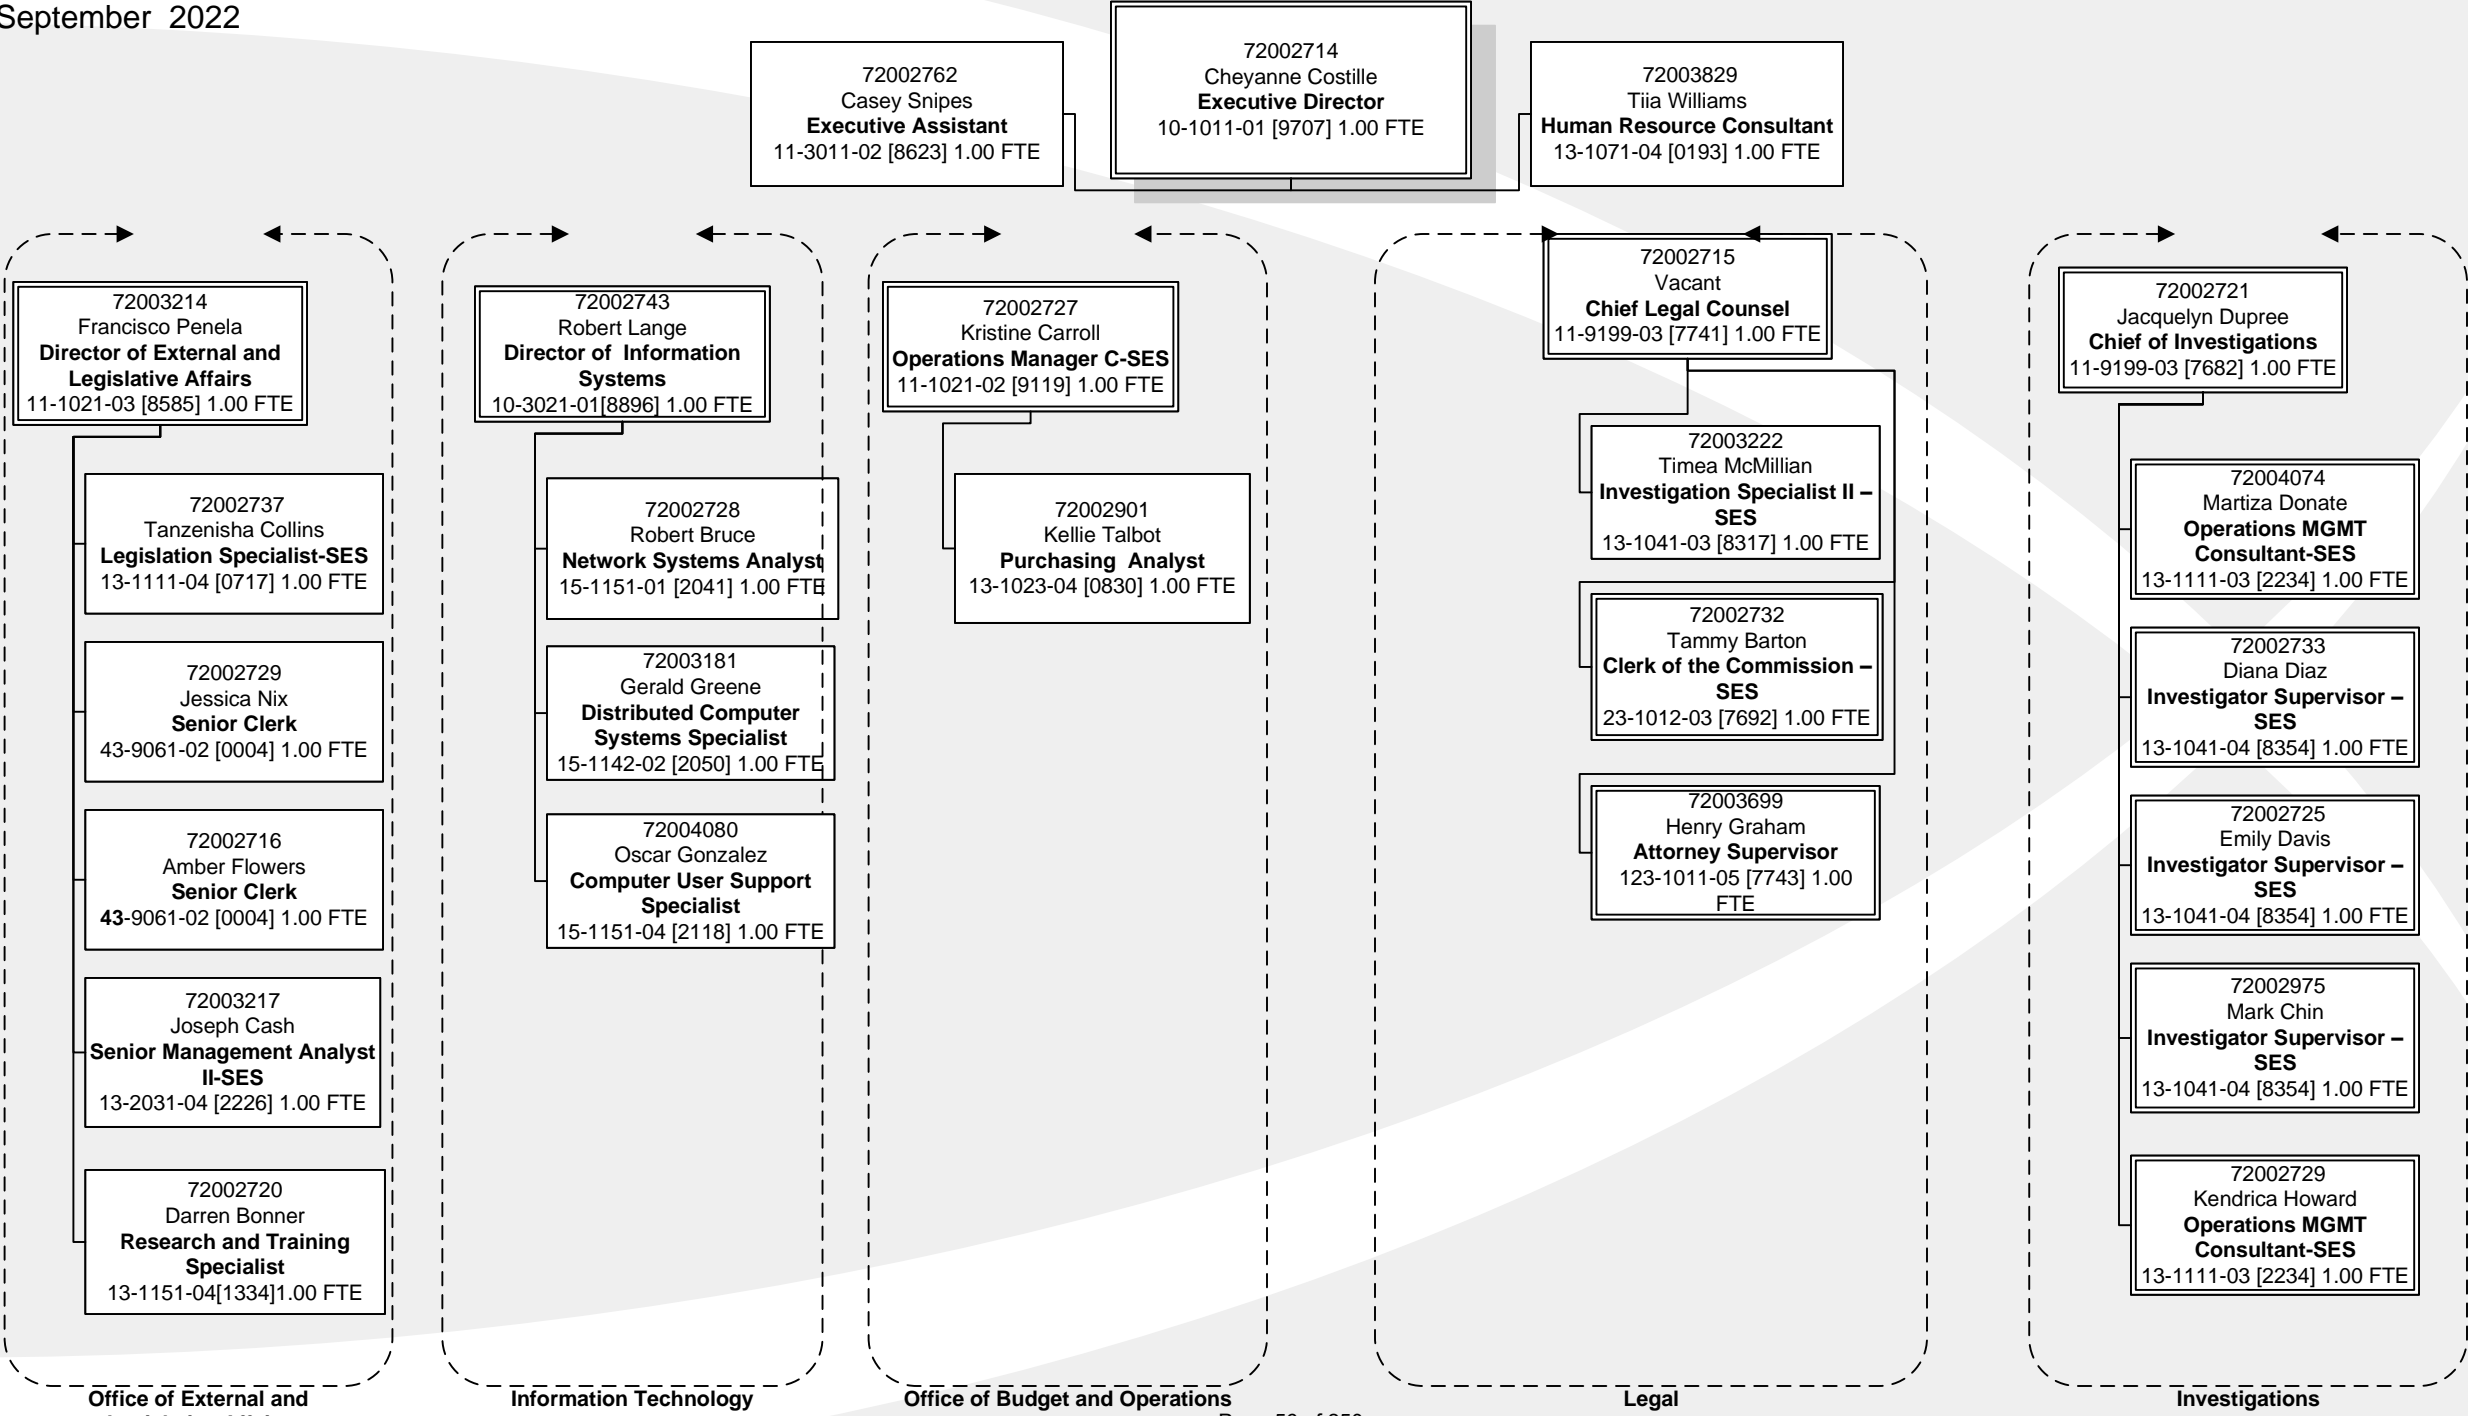 September 2022
72002714
Cheyanne Costille
Executive Director
10-1011-01 [9707] 1.00 FTE
72002762
Casey Snipes
Executive Assistant
11-3011-02 [8623] 1.00 FTE
72003829
Tiia Williams
Human Resource Consultant
13-1071-04 [0193] 1.00 FTE
72003214
Francisco Penela
Director of External and
Legislative Affairs
11-1021-03 [8585] 1.00 FTE
72002737
Tanzenisha Collins
Legislation Specialist-SES
13-1111-04 [0717] 1.00 FTE
72002729
Jessica Nix
Senior Clerk
43-9061-02 [0004] 1.00 FTE
72002716
Amber Flowers
Senior Clerk
43-9061-02 [0004] 1.00 FTE
72003217
Joseph Cash
Senior Management Analyst
II-SES
13-2031-04 [2226] 1.00 FTE
72002720
Darren Bonner
Research and Training
Specialist
13-1151-04[1334]1.00 FTE
Office of External and
72002743
Robert Lange
Director of Information
Systems
10-3021-01[8896] 1.00 FTE
72002728
Robert Bruce
Network Systems Analyst
15-1151-01 [2041] 1.00 FTE
72003181
Gerald Greene
Distributed Computer
Systems Specialist
15-1142-02 [2050] 1.00 FTE
72004080
Oscar Gonzalez
Computer User Support
Specialist
15-1151-04 [2118] 1.00 FTE
Information Technology
72002727
Kristine Carroll
Operations Manager C-SES
11-1021-02 [9119] 1.00 FTE
72002901
Kellie Talbot
Purchasing Analyst
13-1023-04 [0830] 1.00 FTE
Office of Budget and Operations
72002715
Vacant
Chief Legal Counsel
11-9199-03 [7741] 1.00 FTE
72003222
Timea McMillian
Investigation Specialist II –
SES
13-1041-03 [8317] 1.00 FTE
72002732
Tammy Barton
Clerk of the Commission –
SES
23-1012-03 [7692] 1.00 FTE
72003699
Henry Graham
Attorney Supervisor
123-1011-05 [7743] 1.00
FTE
Legal
72002721
Jacquelyn Dupree
Chief of Investigations
11-9199-03 [7682] 1.00 FTE
72004074
Martiza Donate
Operations MGMT
Consultant-SES
13-1111-03 [2234] 1.00 FTE
72002733
Diana Diaz
Investigator Supervisor –
SES
13-1041-04 [8354] 1.00 FTE
72002725
Emily Davis
Investigator Supervisor –
SES
13-1041-04 [8354] 1.00 FTE
72002975
Mark Chin
Investigator Supervisor –
SES
13-1041-04 [8354] 1.00 FTE
72002729
Kendrica Howard
Operations MGMT
Consultant-SES
13-1111-03 [2234] 1.00 FTE
Investigations